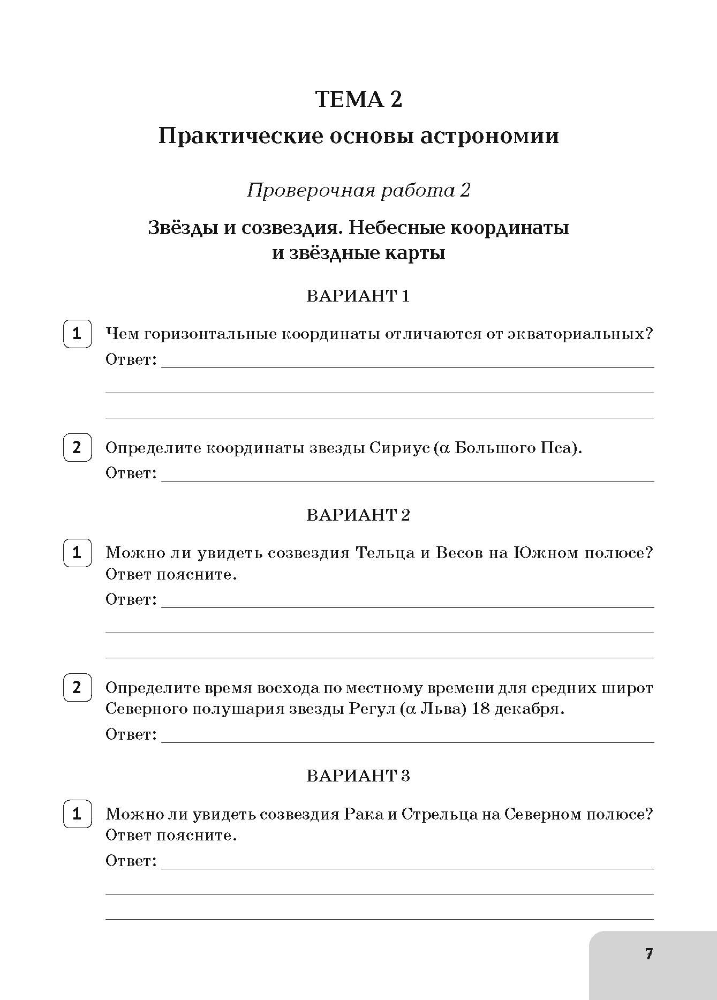 ТЕМА 2
Практические основы астрономии
Проверочная работа 2
Звёзды и созвездия. Небесные координаты
и звёздные карты
ВАРИАНТ 1
1 Чем горизонтальные координаты отличаются от экваториальных?
Ответ:
2 Определите координаты звезды Сириус (α Большого Пса).
Ответ:
ВАРИАНТ 2
1 Можно ли увидеть созвездия Тельца и Весов на Южном полюсе?
Ответ поясните.
Ответ:
2 Определите время восхода по местному времени для средних широт
Северного полушария звезды Регул (α Льва) 18 декабря.
Ответ:
ВАРИАНТ 3
1 Можно ли увидеть созвездия Рака и Стрельца на Северном полюсе?
Ответ поясните.
Ответ:
7